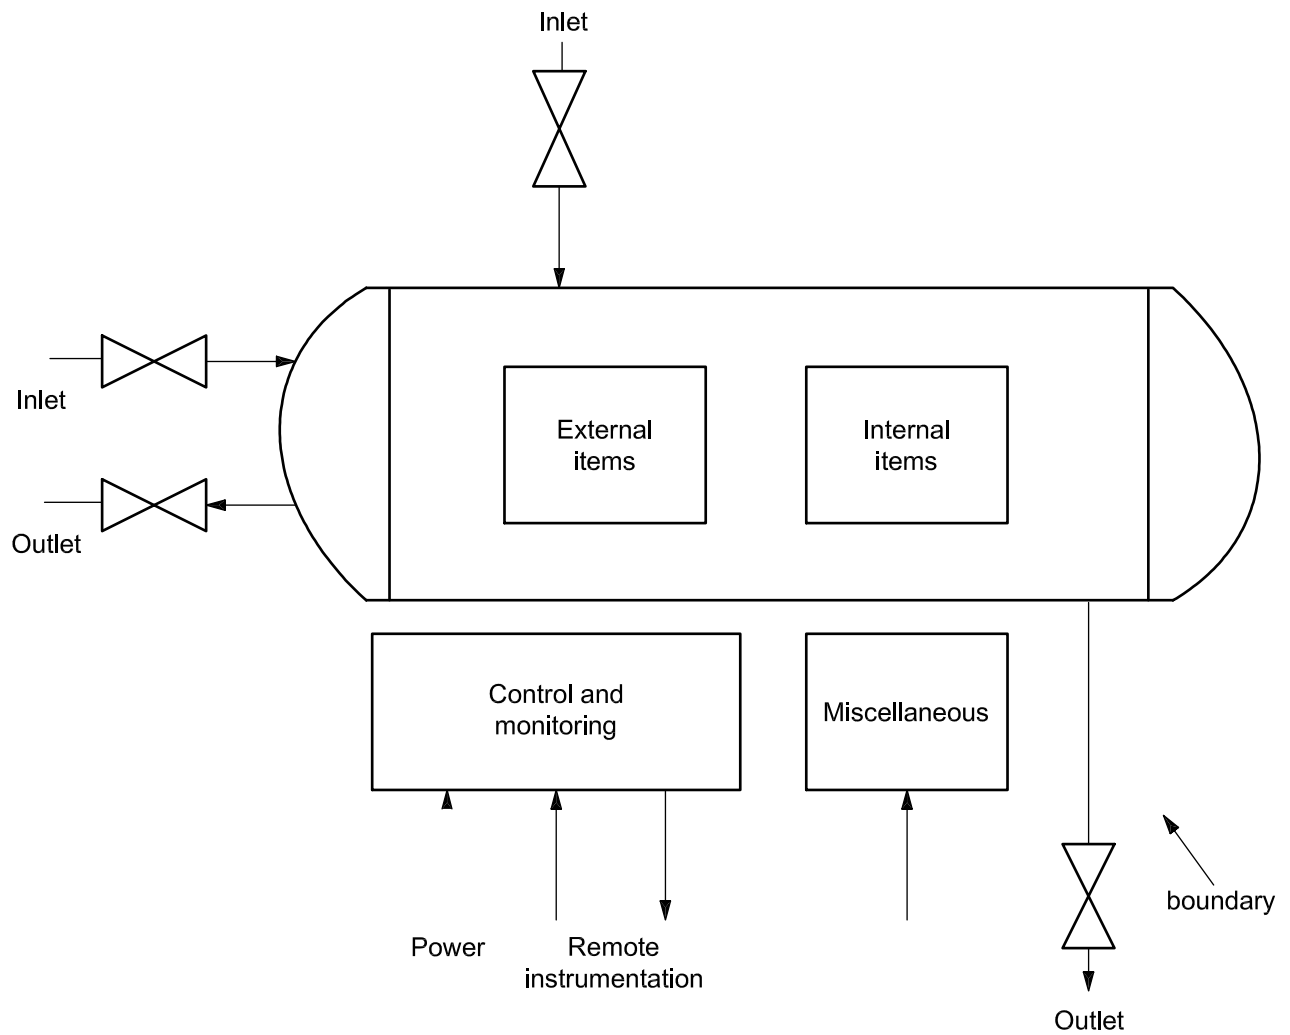 Inlet
Inlet
External
items
Internal
items
Outlet
Control and
monitoring
Miscellaneous
boundary
Power
Remote
instrumentation
Outlet